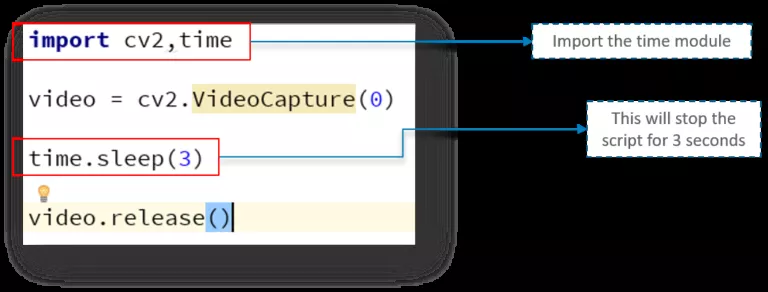 import cv2,time
Import the time module
video = cv2.VideoCapture(0)
This will stop the
script for 3 seconds
time.sleep(3)
video.release()